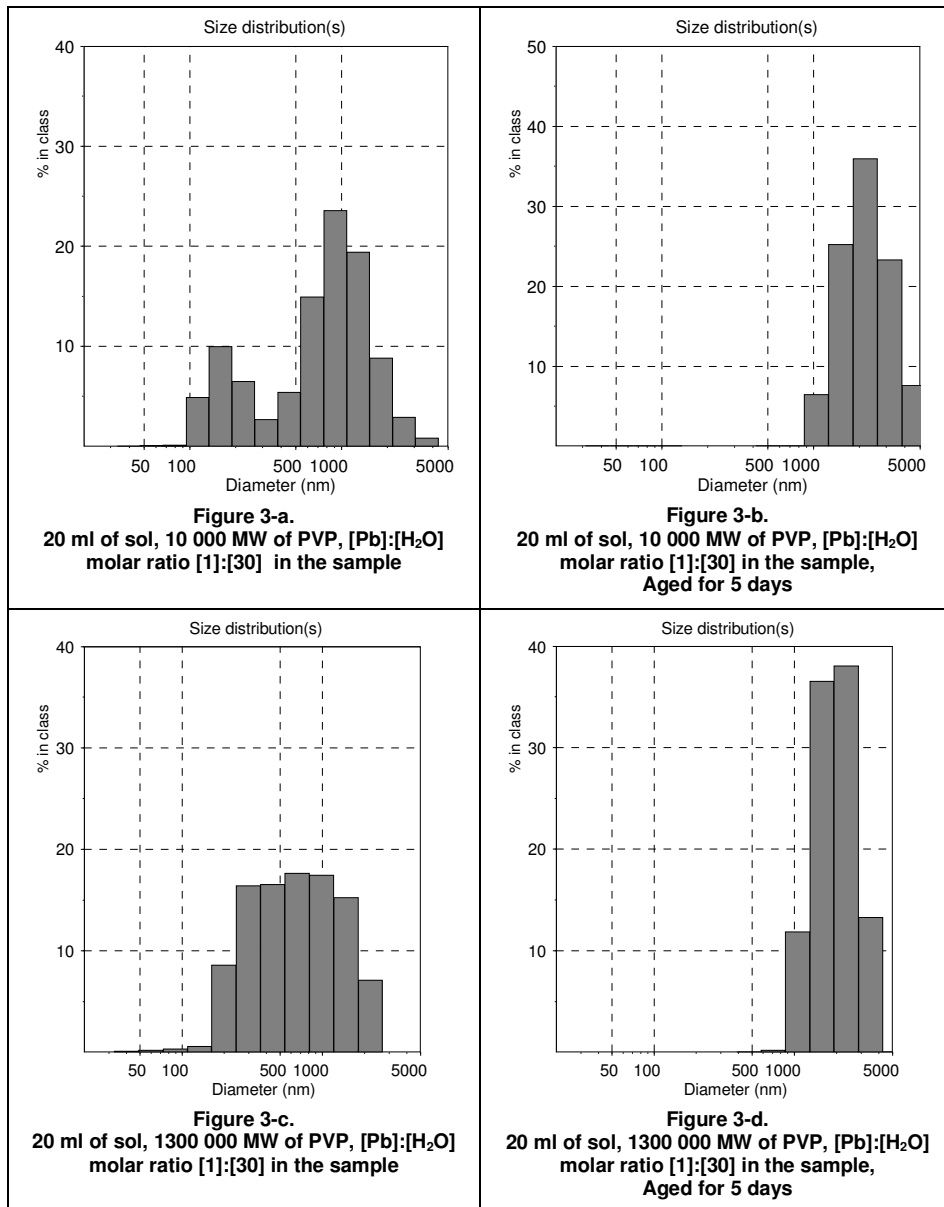 Size distribution(s)
40
30
20
10
% in class
50 100 500 1000 5000
Diameter (nm)
Figure 3-a.
20 ml of sol, 10 000 MW of PVP, [Pb]:[H₂O]
molar ratio [1]:[30] in the sample
Size distribution(s)
50
40
30
20
10
% in class
50 100 500 1000 5000
Diameter (nm)
Figure 3-b.
20 ml of sol, 10 000 MW of PVP, [Pb]:[H₂O]
molar ratio [1]:[30] in the sample,
Aged for 5 days
Size distribution(s)
40
30
20
10
% in class
50 100 500 1000 5000
Diameter (nm)
Figure 3-c.
20 ml of sol, 1300 000 MW of PVP, [Pb]:[H₂O]
molar ratio [1]:[30] in the sample
Size distribution(s)
40
30
20
10
% in class
50 100 500 1000 5000
Diameter (nm)
Figure 3-d.
20 ml of sol, 1300 000 MW of PVP, [Pb]:[H₂O]
molar ratio [1]:[30] in the sample,
Aged for 5 days